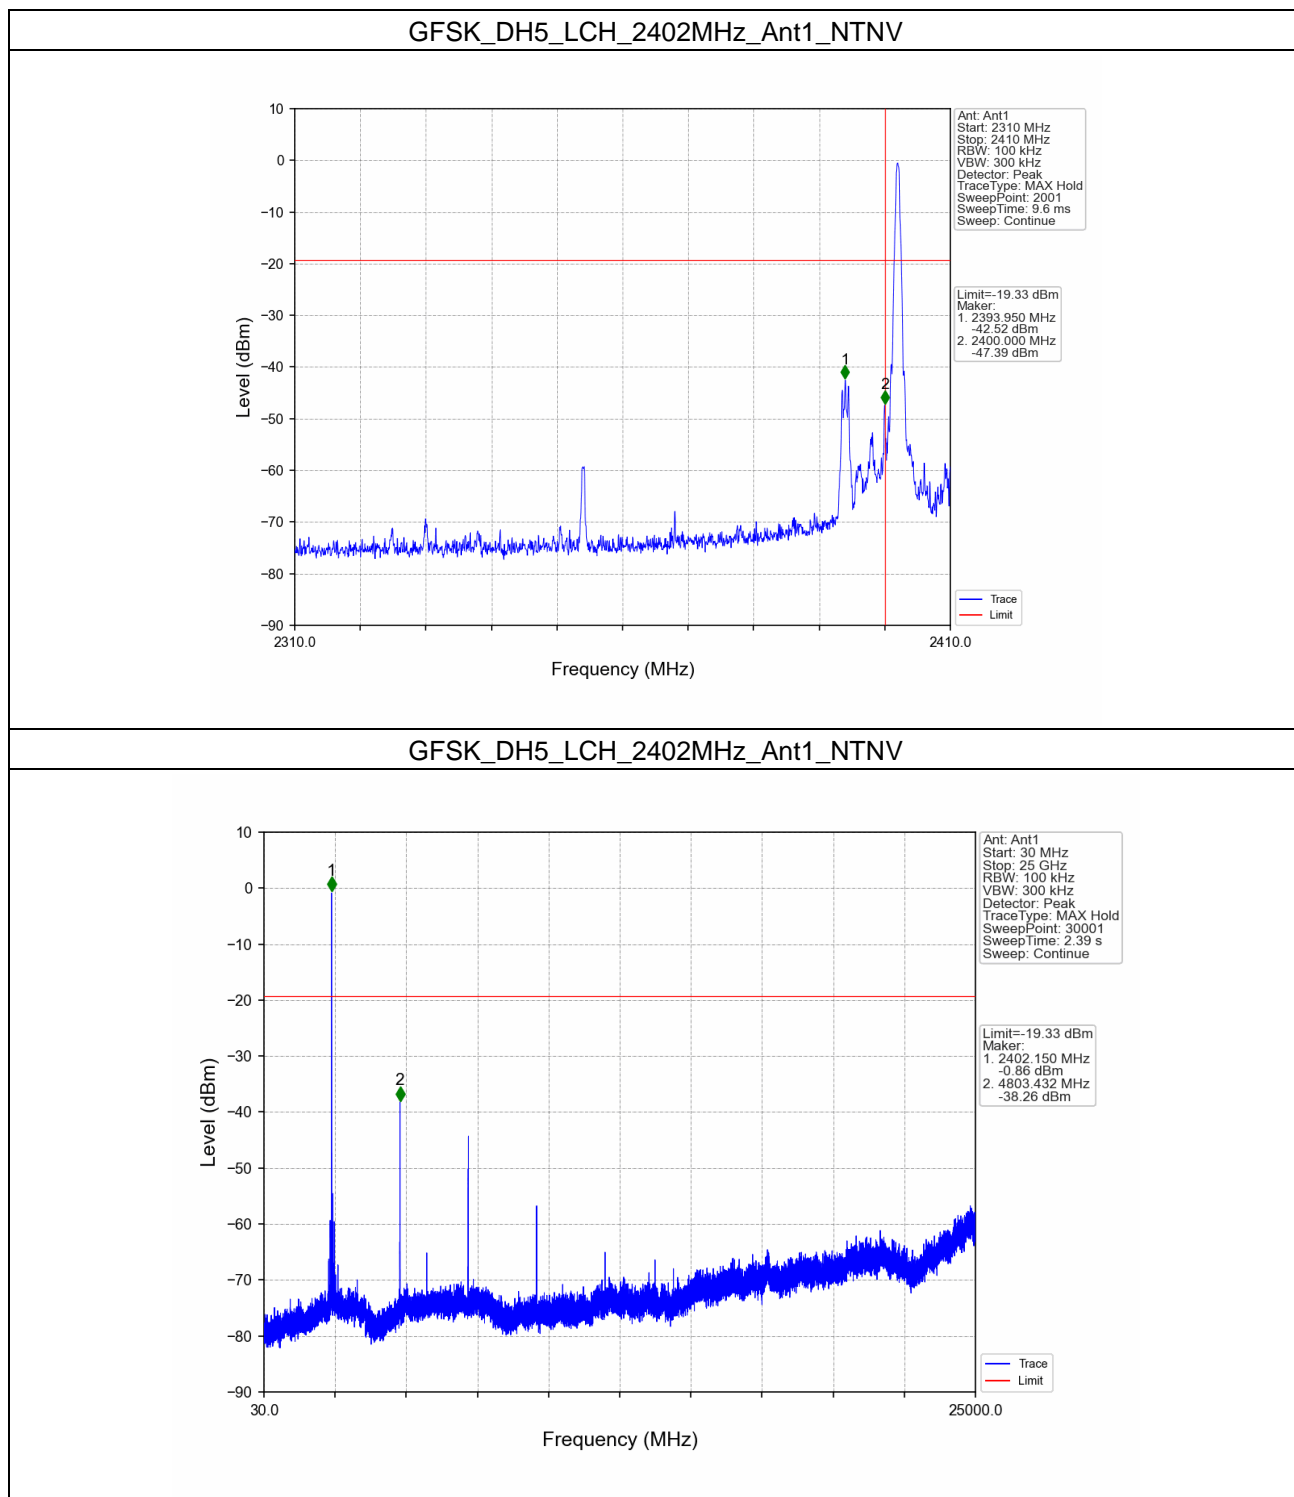 GFSK_DH5_LCH_2402MHz_Ant1_NTNV
10
0
−10
−20
−30
−40
−50
−60
−70
−80
−90
Level (dBm)
1
2
2310.0
2410.0
Frequency (MHz)
Ant: Ant1
Start: 2310 MHz
Stop: 2410 MHz
RBW: 100 kHz
VBW: 300 kHz
Detector: Peak
TraceType: MAX Hold
SweepPoint: 2001
SweepTime: 9.6 ms
Sweep: Continue
Limit=-19.33 dBm
Maker:
1. 2393.950 MHz
-42.52 dBm
2. 2400.000 MHz
-47.39 dBm
Trace
Limit
GFSK_DH5_LCH_2402MHz_Ant1_NTNV
10
0
−10
−20
−30
−40
−50
−60
−70
−80
−90
Level (dBm)
1
2
30.0
25000.0
Frequency (MHz)
Ant: Ant1
Start: 30 MHz
Stop: 25 GHz
RBW: 100 kHz
VBW: 300 kHz
Detector: Peak
TraceType: MAX Hold
SweepPoint: 30001
SweepTime: 2.39 s
Sweep: Continue
Limit=-19.33 dBm
Maker:
1. 2402.150 MHz
-0.86 dBm
2. 4803.432 MHz
-38.26 dBm
Trace
Limit